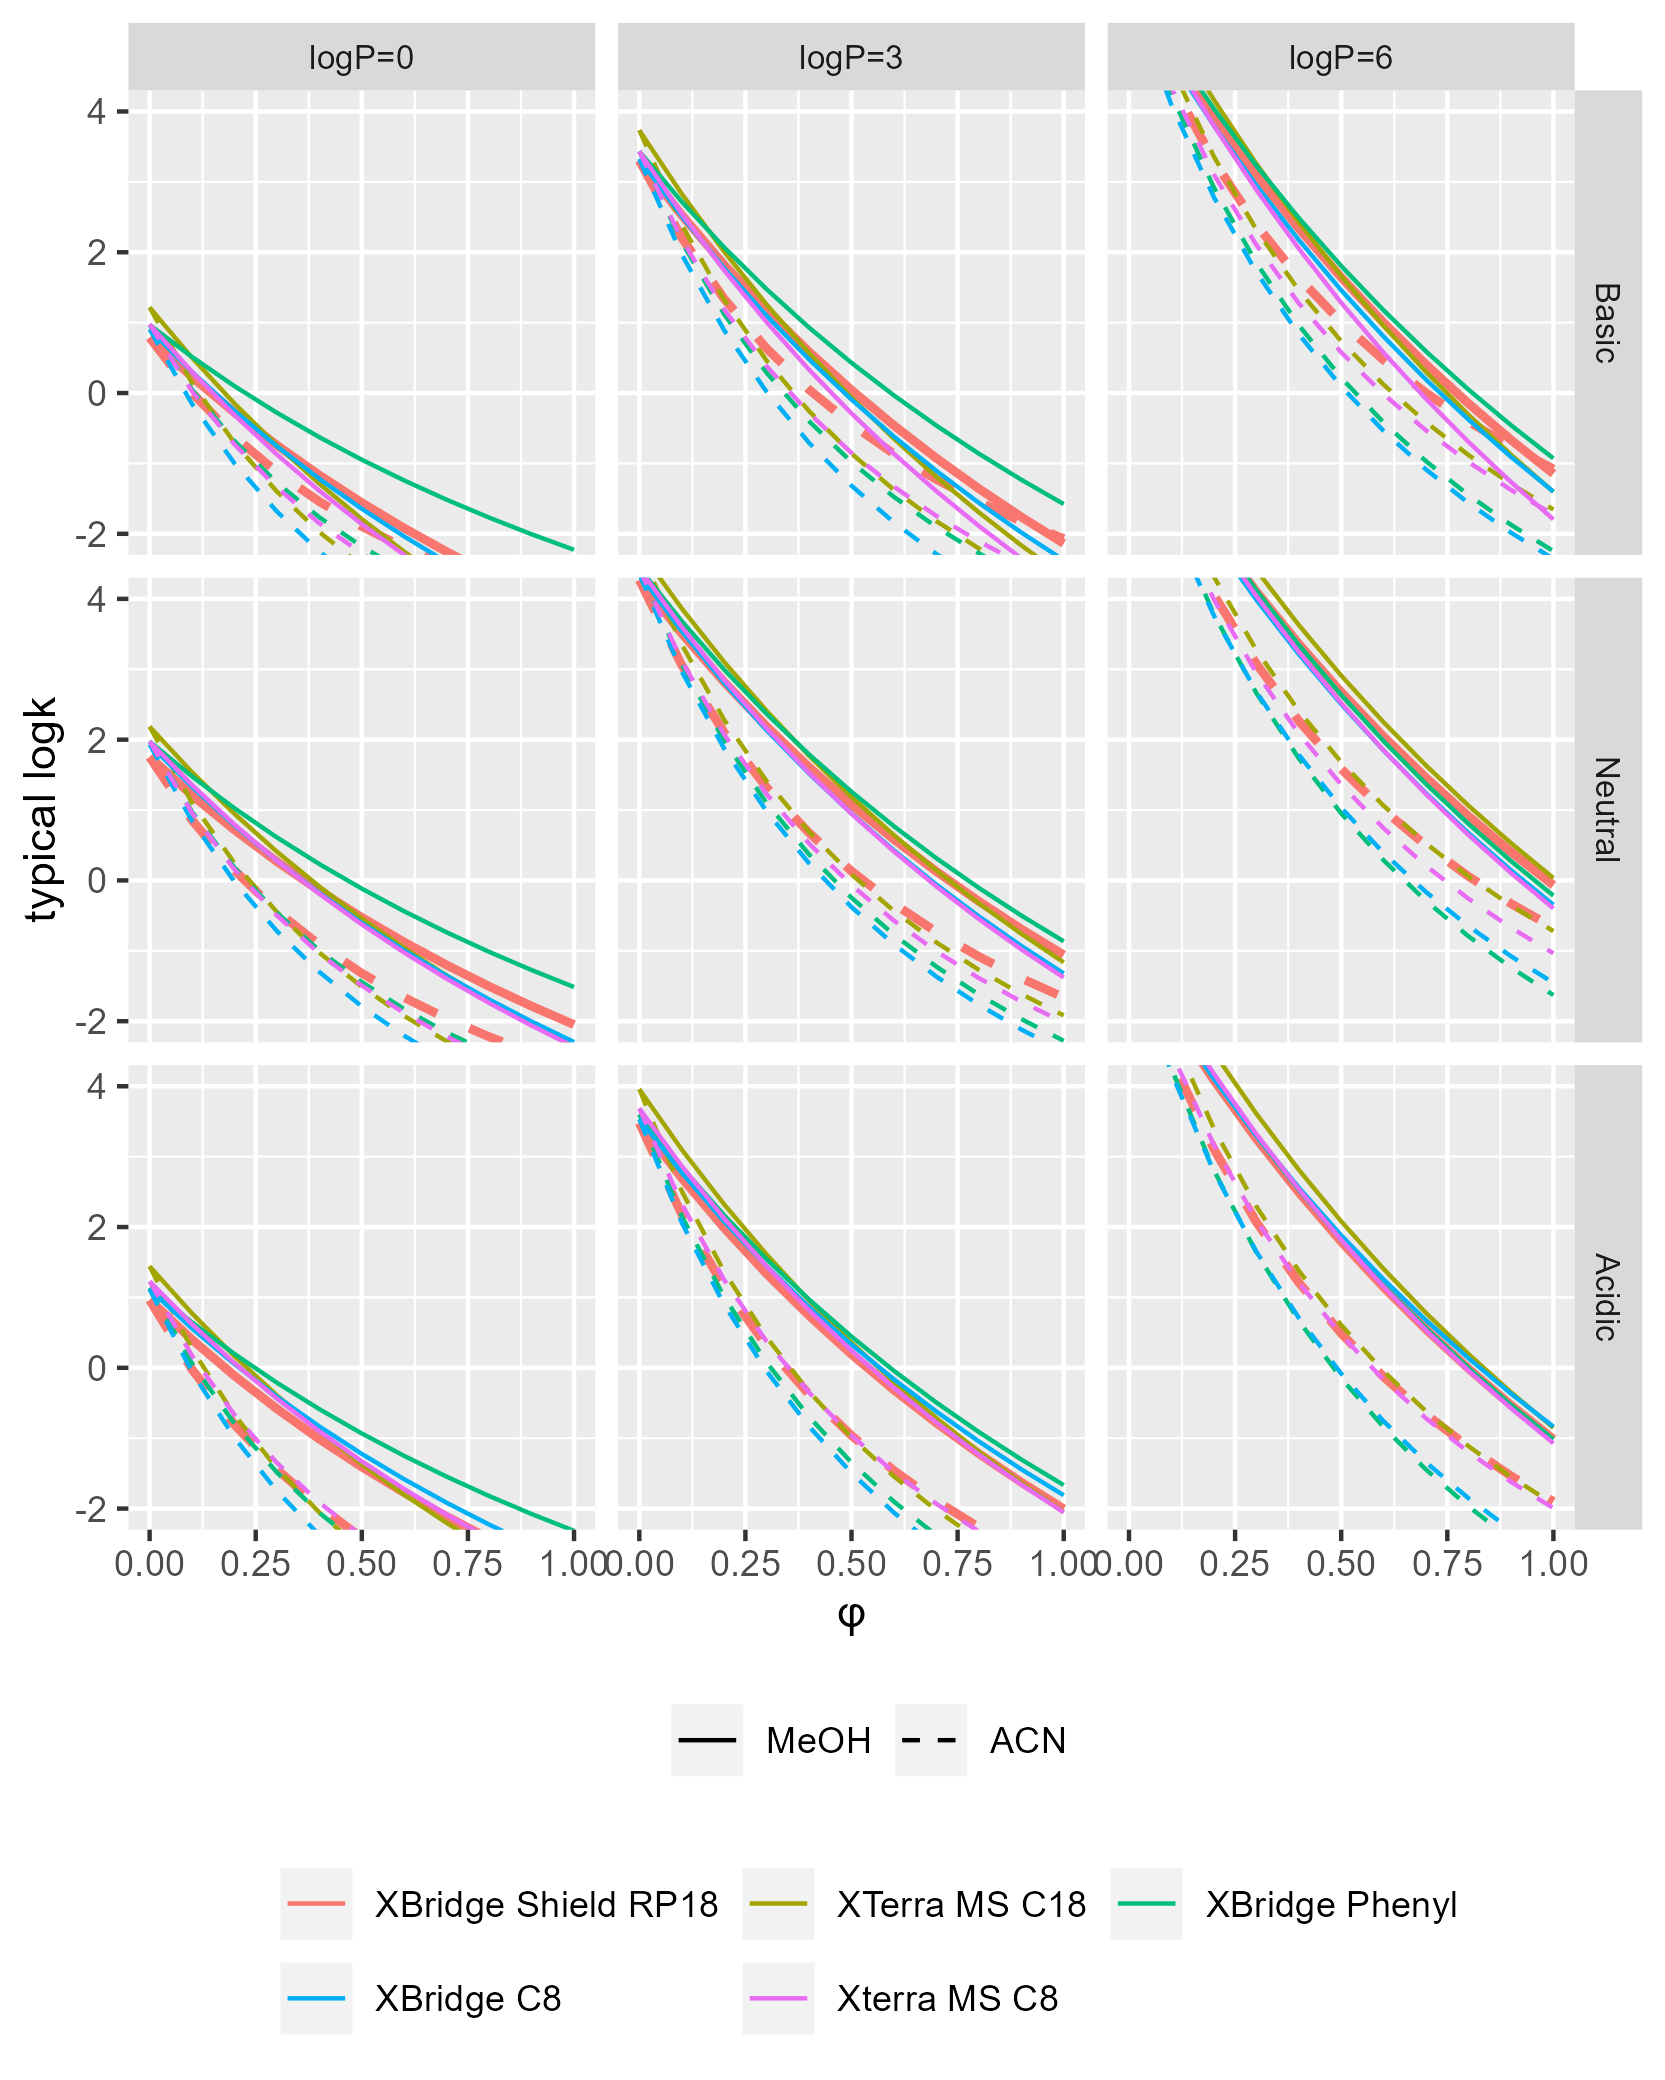 logP=0 logP=3 logP=6
4
2
0
-2
Basic
4
2
0
-2
Neutral
typical logk
4
2
0
-2
Acidic
0.00 0.25 0.50 0.75 1.00 0.00 0.25 0.50 0.75 1.00 0.00 0.25 0.50 0.75 1.00
φ
MeOH ACN
XBridge Shield RP18 XTerra MS C18 XBridge Phenyl
XBridge C8 Xterra MS C8